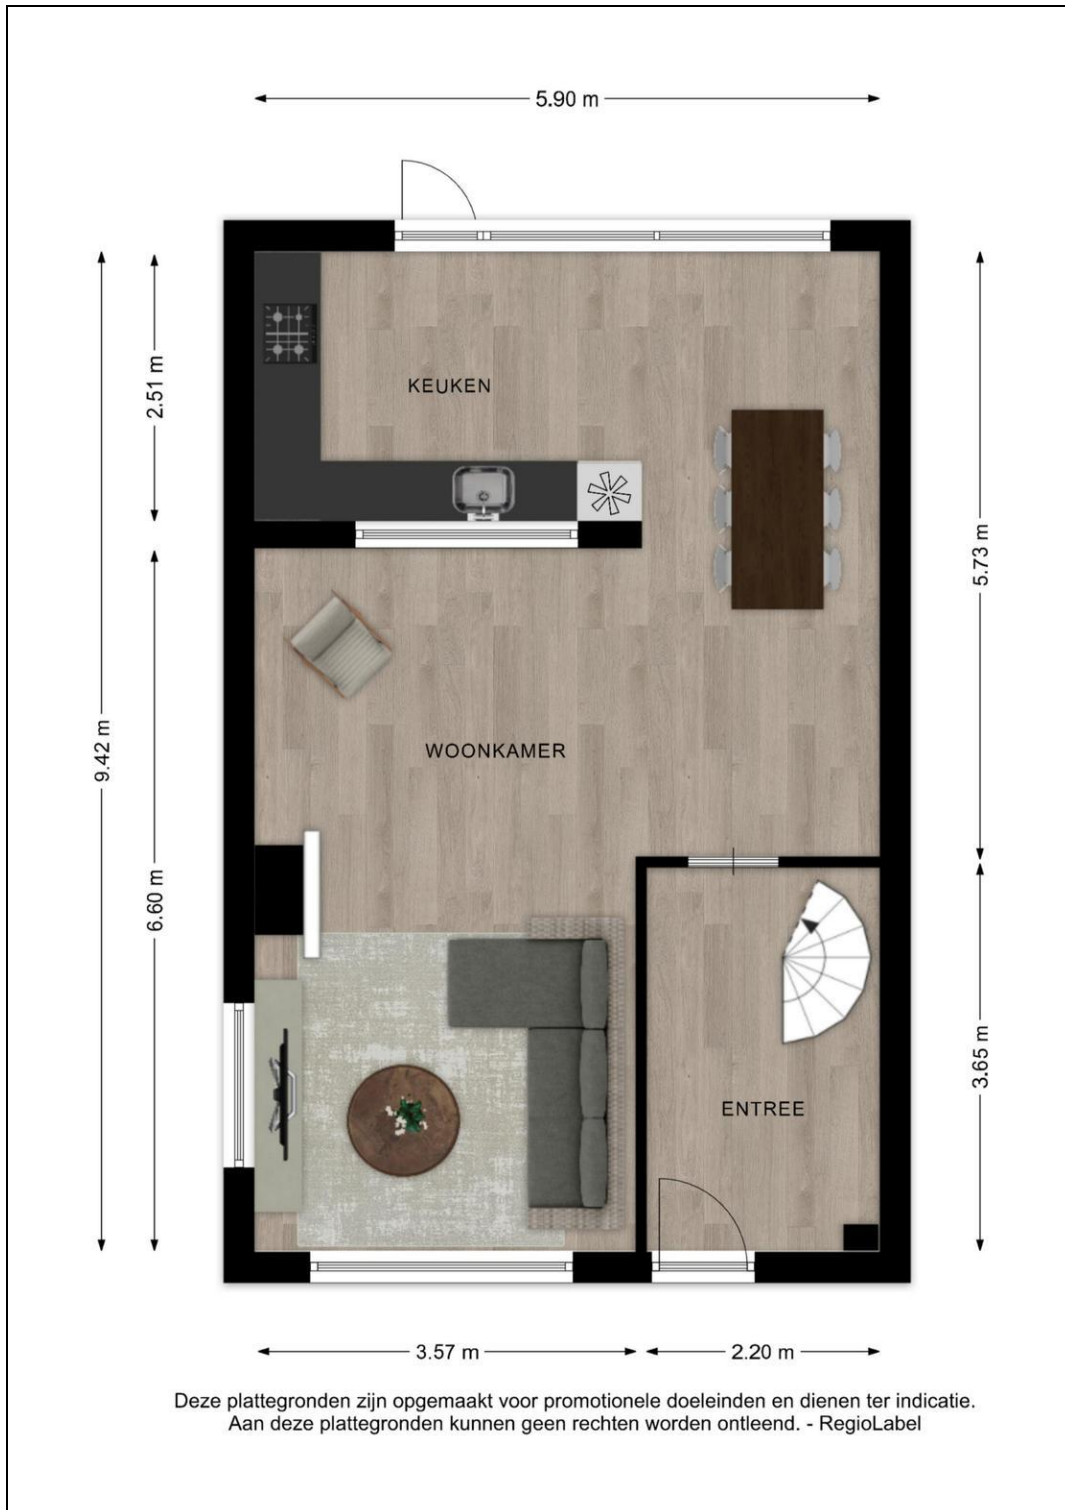 5.90 m
2.51 m
KEUKEN
5.73 m
9.42 m
WOONKAMER
6.60 m
3.65 m
ENTREE
3.57 m
2.20 m
Deze plattegronden zijn opgemaakt voor promotionele doeleinden en dienen ter indicatie.
Aan deze plattegronden kunnen geen rechten worden ontleend. - RegioLabel